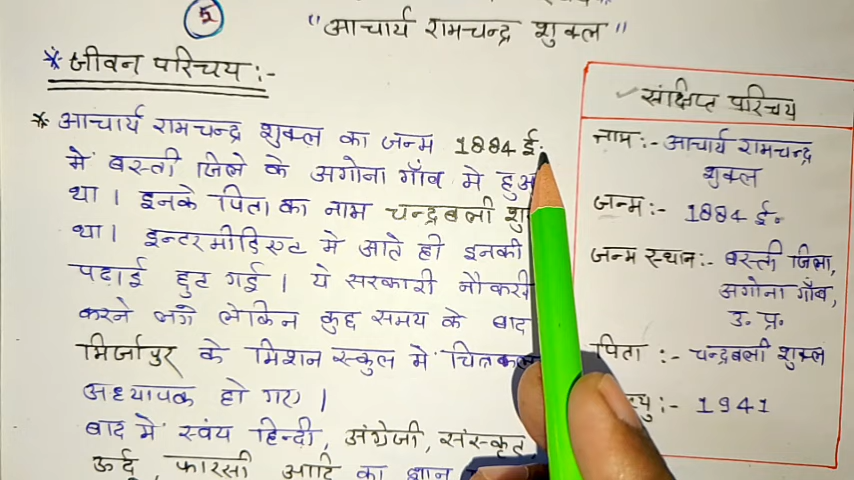 5
"आचार्य रामचन्द्र शुक्ल"
* जीवन परिचय :-
* आचार्य रामचन्द्र शुक्ल का जन्म 1884 ई.
में बस्ती जिले के अगोना गाँव मे
था। इनके पिता का नाम चन्द्रबली
था। इन्टरमीडिएट मे आते ही इनकी
पढाई छुट गई। ये सरकारी नौकरी
करने लगे लेकिन कुछ समय के बाद
मिर्जापुर के मिशन स्कुल में
अध्यापक हो गए।
बाद में स्वंय हिन्दी, अंग्रेजी, संस्कृत,
ऊर्दू, फारसी आदि का ज्ञान
संक्षिप्त परिचय
नाम :- आचार्य रामचन्द्र
शुक्ल
जन्म :- 1884 ई.
जन्म स्थान :- बस्ती जिला,
अगोना गाँव,
उ. प्र.
पिता :- चन्द्रबली शुक्ल
:- 1941